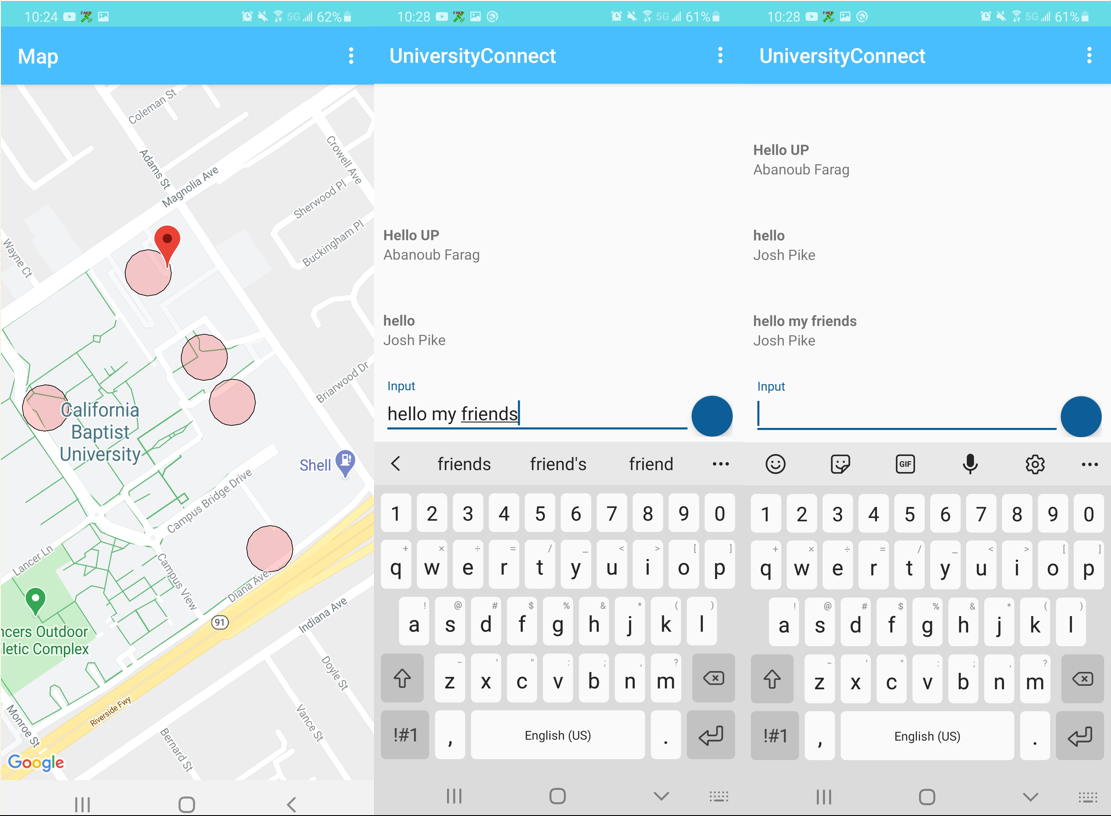 10:24
5G
62%
Map
Coleman St
Adams St
Magnolia Ave
Crowell Ave
Sherwood Pl
Buckingham Pl
Wayne Ct
Briarwood Dr
California
Baptist
University
Shell
Campus Bridge Drive
Lancer Ln
Campus View
Diana Ave
91
Indiana Ave
ncers Outdoor
letic Complex
Riverside Fwy
Doyle St
Monroe St
Vance St
Bernard St
Google
10:28
5G
61%
UniversityConnect
Hello UP
Abanoub Farag
hello
Josh Pike
Input
hello my friends
friends friend's friend
1 2 3 4 5 6 7 8 9 0
+ × ÷ = / _ < > [ ]
q w e r t y u i o p
! @ # $ % & * ( )
a s d f g h j k l
- ' " : ; , ?
z x c v b n m
!#1 , English (US) .
10:28
5G
61%
UniversityConnect
Hello UP
Abanoub Farag
hello
Josh Pike
hello my friends
Josh Pike
Input
GIF
1 2 3 4 5 6 7 8 9 0
+ × ÷ = / _ < > [ ]
q w e r t y u i o p
! @ # $ % & * ( )
a s d f g h j k l
- ' " : ; , ?
z x c v b n m
!#1 , English (US) .